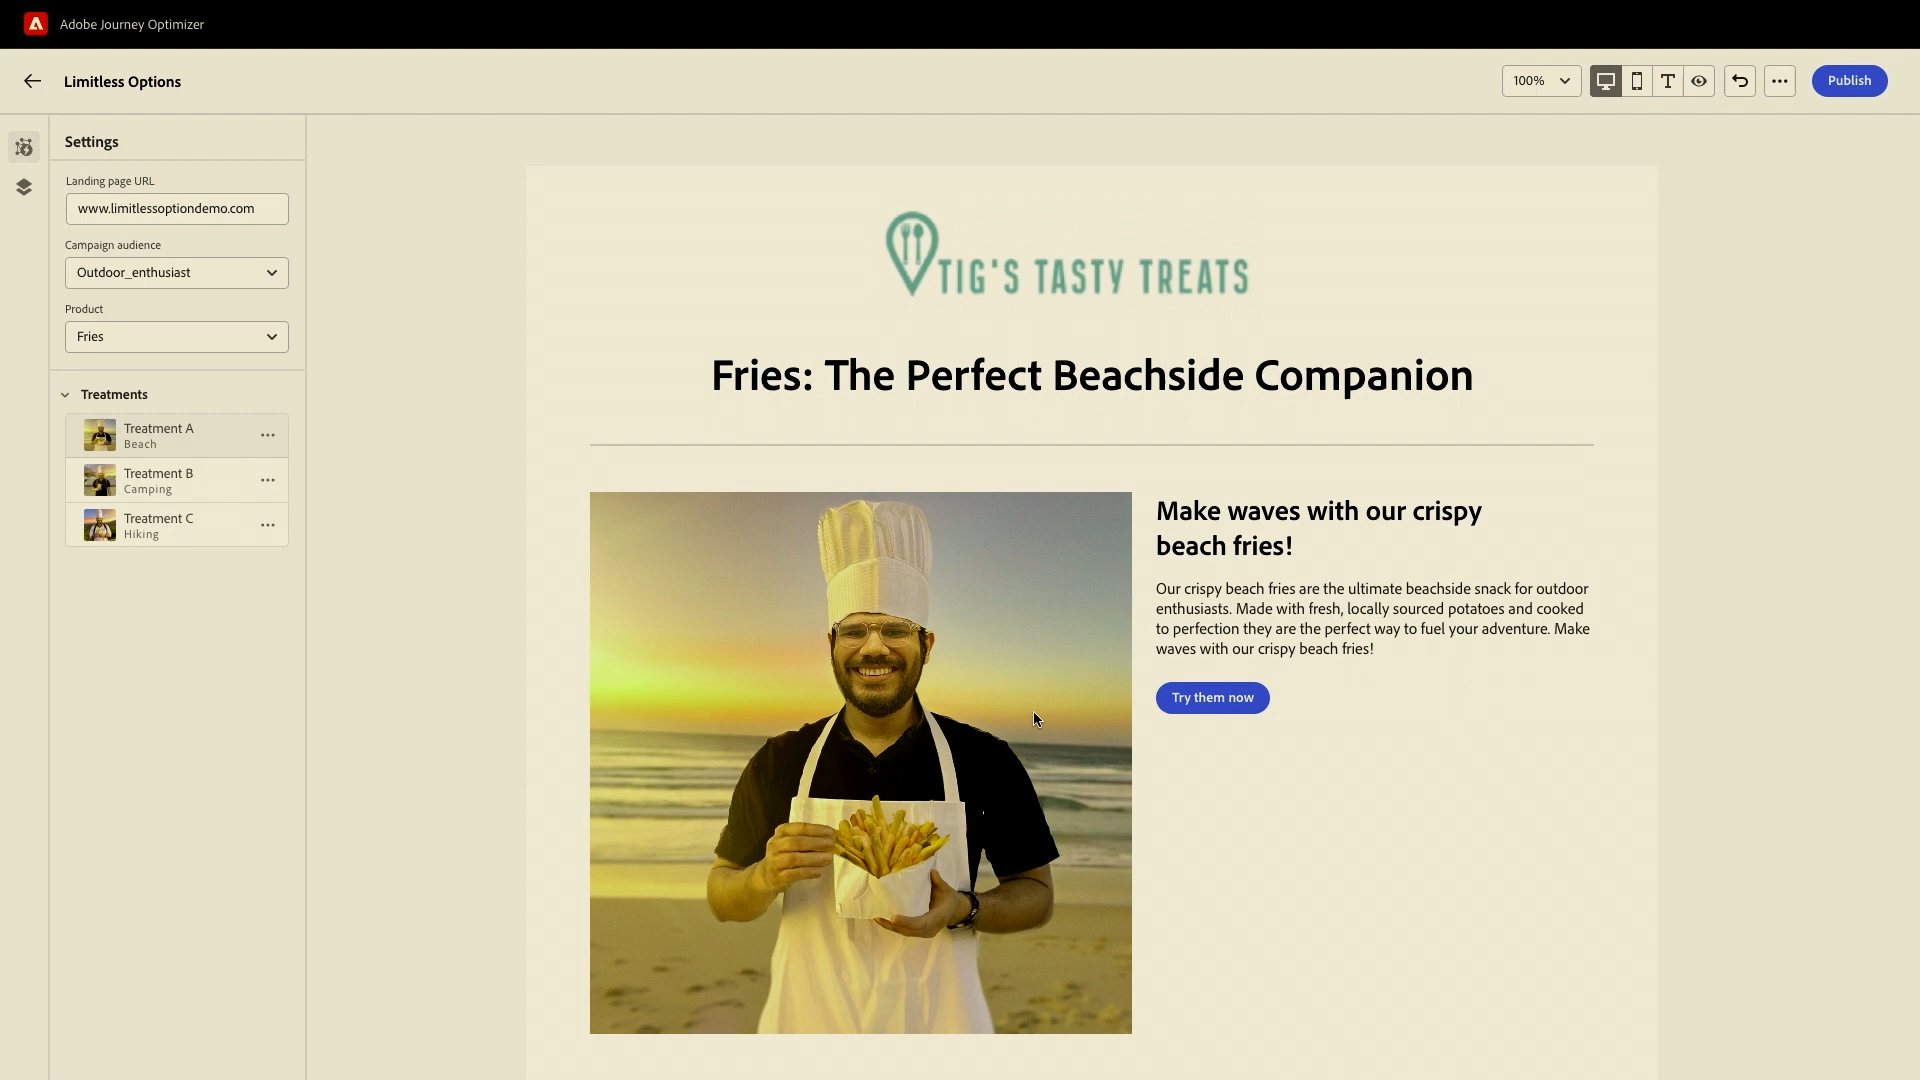 Adobe Journey Optimizer
Limitless Options
100%
Publish
Settings
Landing page URL
www.limitlessoptiondemo.com
Campaign audience
Outdoor_enthusiast
Product
Fries
Treatments
Treatment A
Beach
Treatment B
Camping
Treatment C
Hiking
TIG'S TASTY TREATS
Fries: The Perfect Beachside Companion
Make waves with our crispy
beach fries!
Our crispy beach fries are the ultimate beachside snack for outdoor
enthusiasts. Made with fresh, locally sourced potatoes and cooked
to perfection they are the perfect way to fuel your adventure. Make
waves with our crispy beach fries!
Try them now